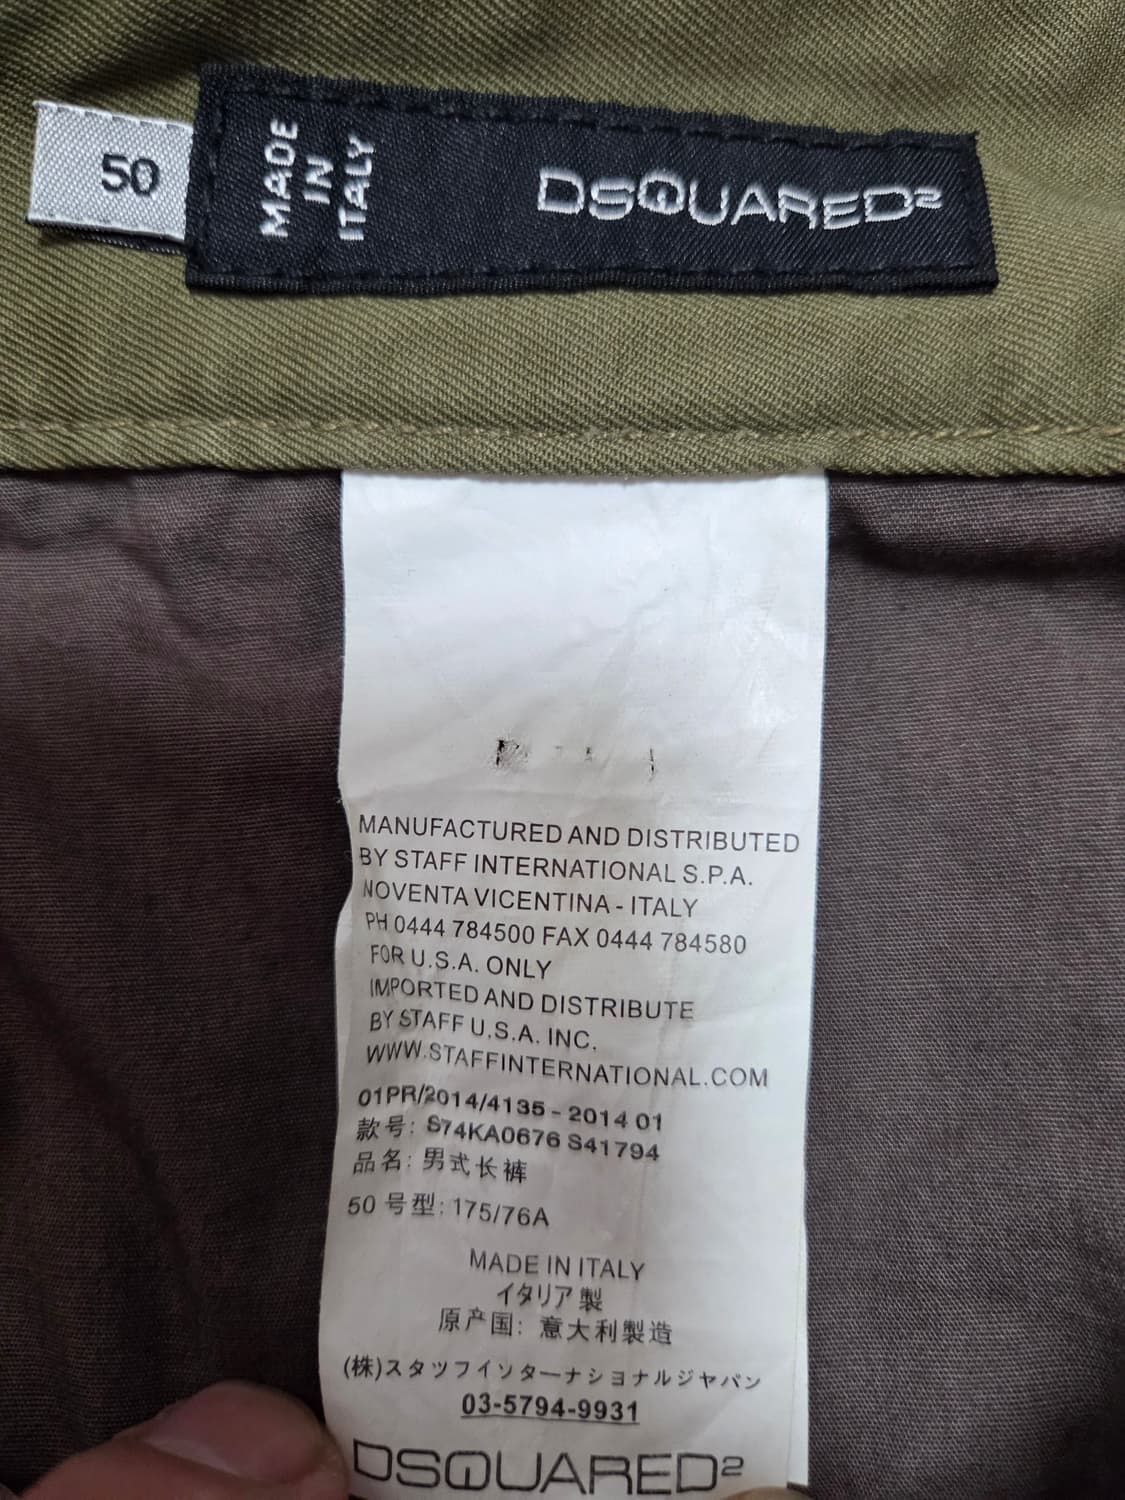 50
MADE
IN
ITALY
DSQUARED2
MANUFACTURED AND DISTRIBUTED
BY STAFF INTERNATIONAL S.P.A.
NOVENTA VICENTINA - ITALY
PH 0444 784500 FAX 0444 784580
FOR U.S.A. ONLY
IMPORTED AND DISTRIBUTE
BY STAFF U.S.A. INC.
WWW.STAFFINTERNATIONAL.COM
01PR/2014/4135 - 2014 01
款号: S74KA0676 S41794
品名: 男式长裤
50 号型: 175/76A
MADE IN ITALY
イタリア製
原产国: 意大利製造
(株)スタッフインターナショナルジャパン
03-5794-9931
DSQUARED2